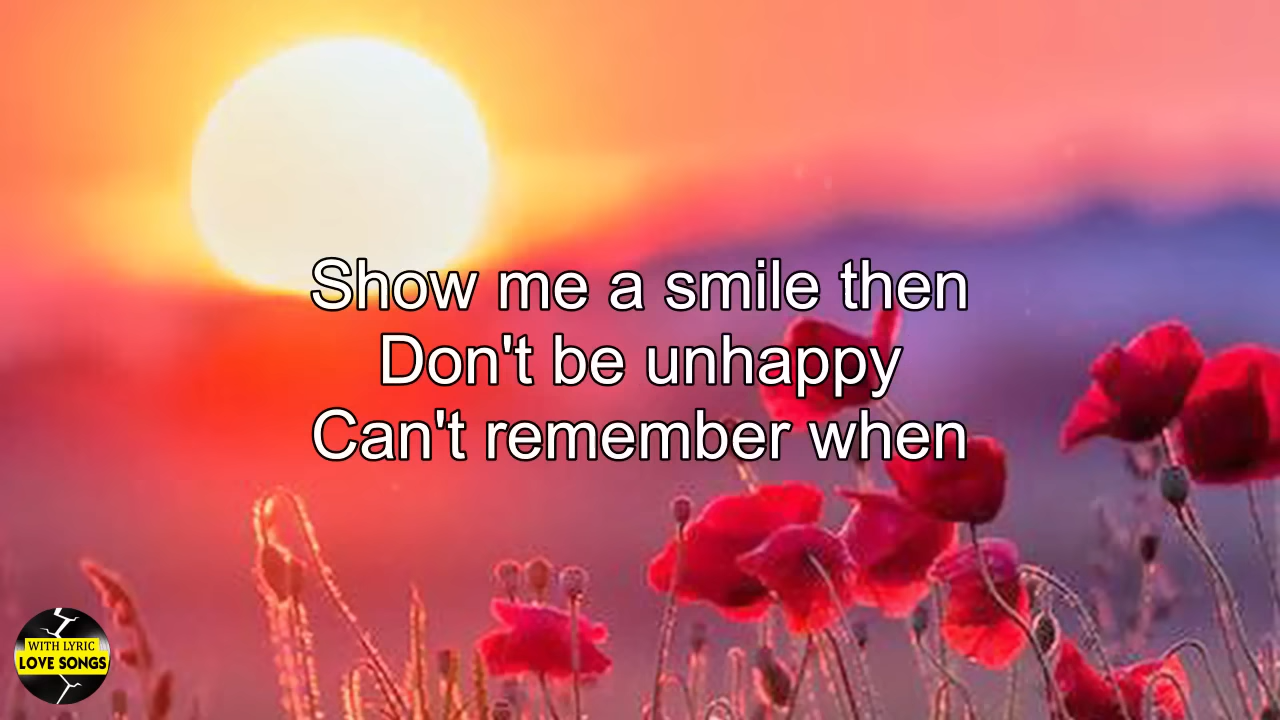 Show me a smile then
Don't be unhappy
Can't remember when
WITH LYRIC
LOVE SONGS